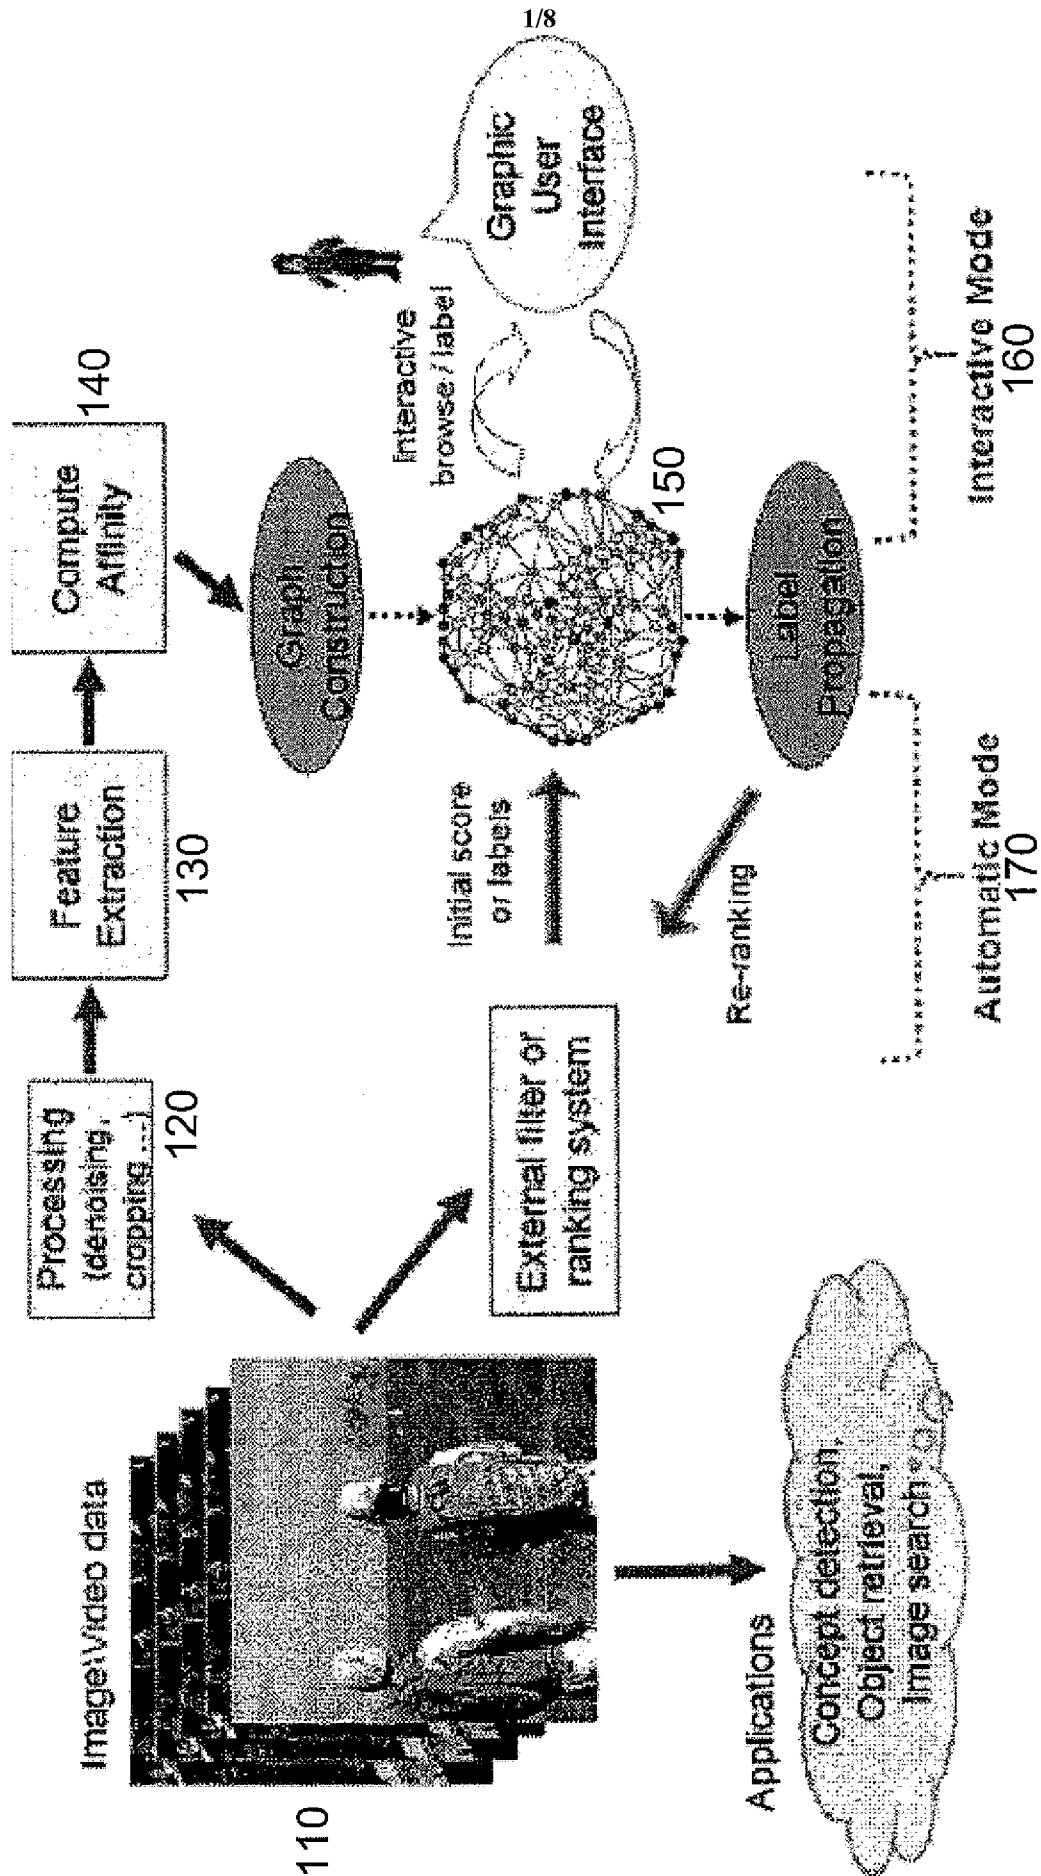 1/8
Image\Video data
110
Processing
(denoising,
cropping ...)
120
Feature
Extraction
130
Compute
Affinity
140
Graph
Construction
External filter or
ranking system
Initial score
or labels
150
Interactive
browse / label
Graphic
User
Interface
Re-ranking
Label
Propagation
Applications
Concept detection,
Object retrieval,
Image search
Automatic Mode
170
Interactive Mode
160